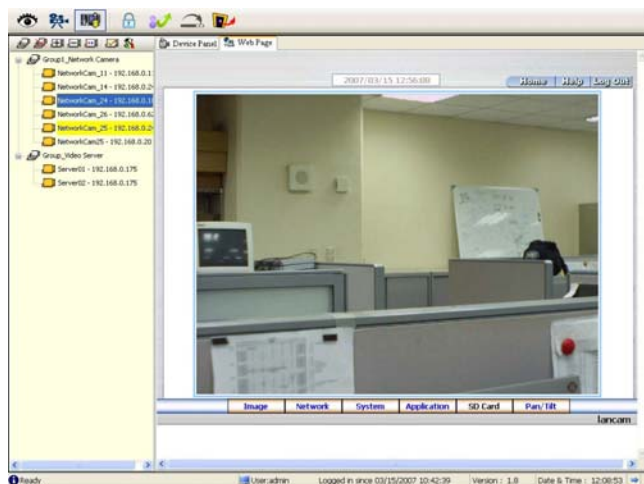 Device Panel Web Page
Group1_Network Camera
NetworkCam_11 - 192.168.0.1
NetworkCam_14 - 192.168.0.2
NetworkCam_24 - 192.168.0.1
NetworkCam_26 - 192.168.0.6
NetworkCam_25 - 192.168.0.2
NetworkCam25 - 192.168.0.20
Group_Video Server
Server01 - 192.168.0.175
Server02 - 192.168.0.175
2007/03/15 12:56:08
Home | Help | Log Out
Image Network System Application SD Card Pan/Tilt
lancam
Ready User:admin Logged in since 03/15/2007 10:42:39 Version : 1.8 Date & Time : 12:08:53